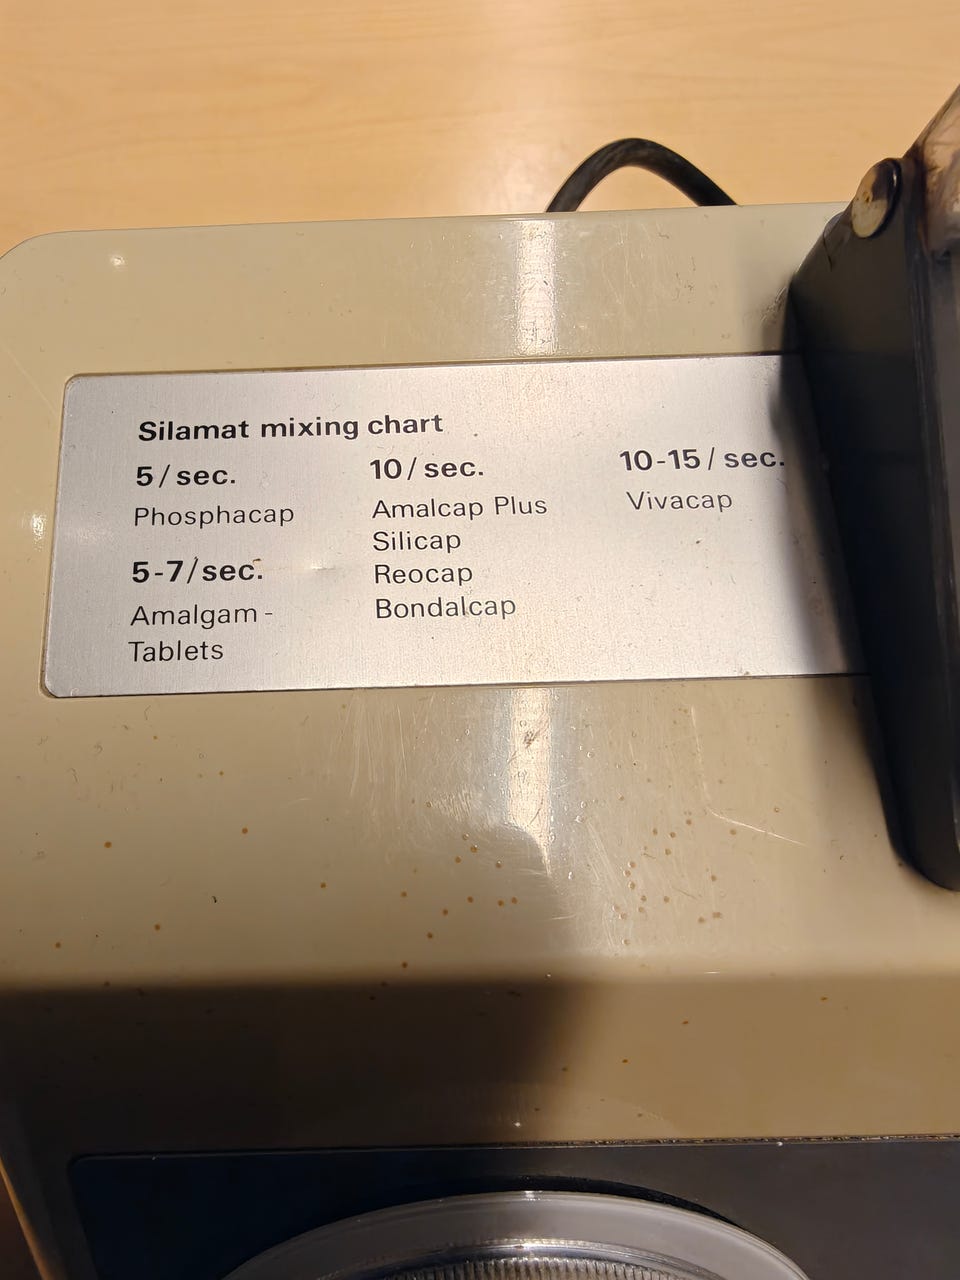 Silamat mixing chart
5/sec.
Phosphacap
5-7/sec.
Amalgam-
Tablets
10/sec.
Amalcap Plus
Silicap
Reocap
Bondalcap
10-15/sec.
Vivacap